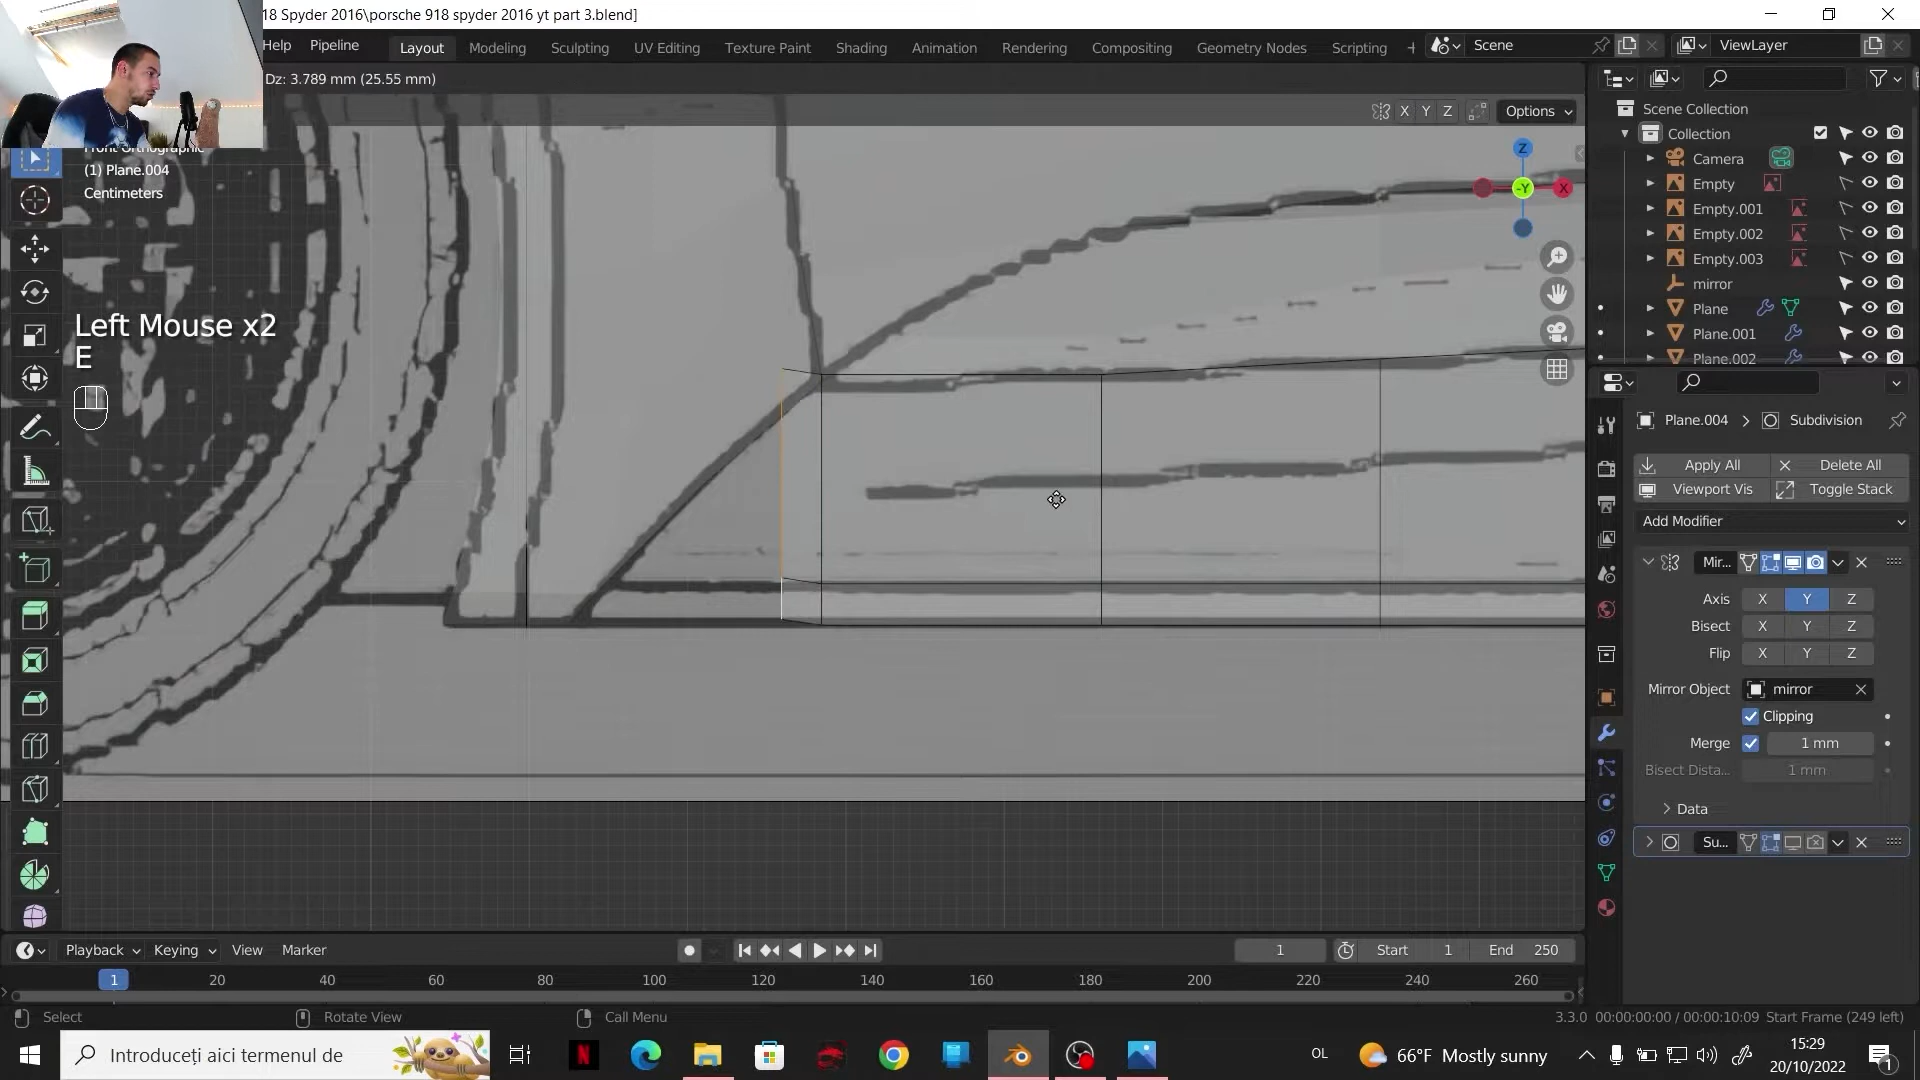 18 Spyder 2016\porsche 918 spyder 2016 yt part 3.blend]
Help Pipeline Layout Modeling Sculpting UV Editing Texture Paint Shading Animation Rendering Compositing Geometry Nodes Scripting + Scene ViewLayer
Dz: 3.789 mm (25.55 mm)
X Y Z Options
(1) Plane.004
Centimeters
Left Mouse x2
E
Z
-Y X
Scene Collection
Collection
Camera
Empty
Empty.001
Empty.002
Empty.003
mirror
Plane
Plane.001
Plane.002
Plane.004 > Subdivision
Apply All Delete All
Viewport Vis Toggle Stack
Add Modifier
Mir...
Axis X Y Z
Bisect X Y Z
Flip X Y Z
Mirror Object mirror
Clipping
Merge 1 mm
Bisect Dista... 1 mm
Data
Su...
Playback Keying View Marker 1 Start 1 End 250
1 20 40 60 80 100 120 140 160 180 200 220 240 260
Select Rotate View Call Menu 3.3.0 00:00:00:00 / 00:00:10:09 Start Frame (249 left)
Introduceți aici termenul de OL 66°F Mostly sunny 15:29
20/10/2022
1